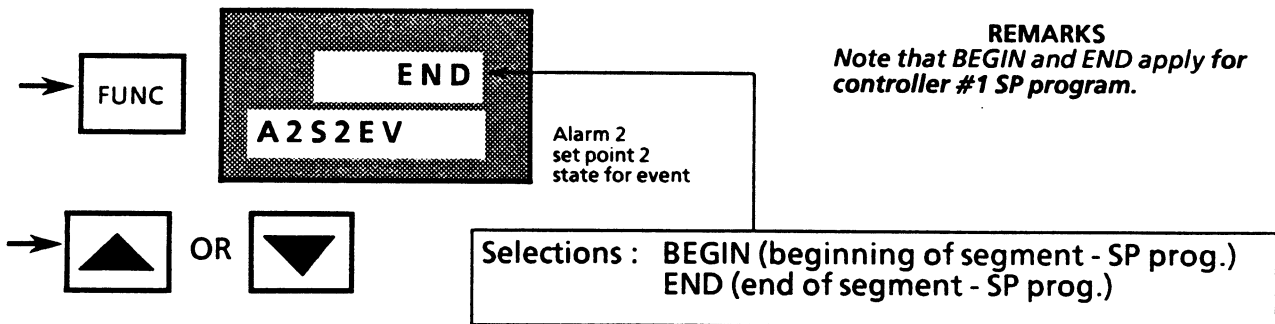 FUNC
END
A2S2EV
Alarm 2
set point 2
state for event
REMARKS
Note that BEGIN and END apply for
controller #1 SP program.
OR
Selections : BEGIN (beginning of segment - SP prog.)
END (end of segment - SP prog.)